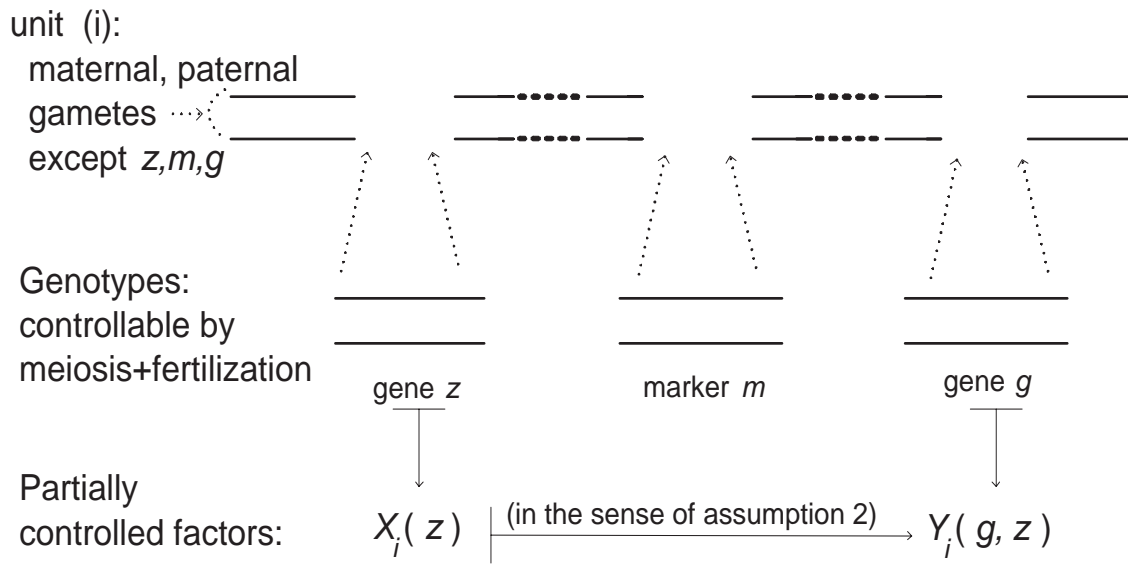 unit (i):
maternal, paternal
gametes
except z,m,g
Genotypes:
controllable by
meiosis+fertilization
gene z
marker m
gene g
Partially
controlled factors:
X_i( z )
(in the sense of assumption 2)
Y_i( g, z )